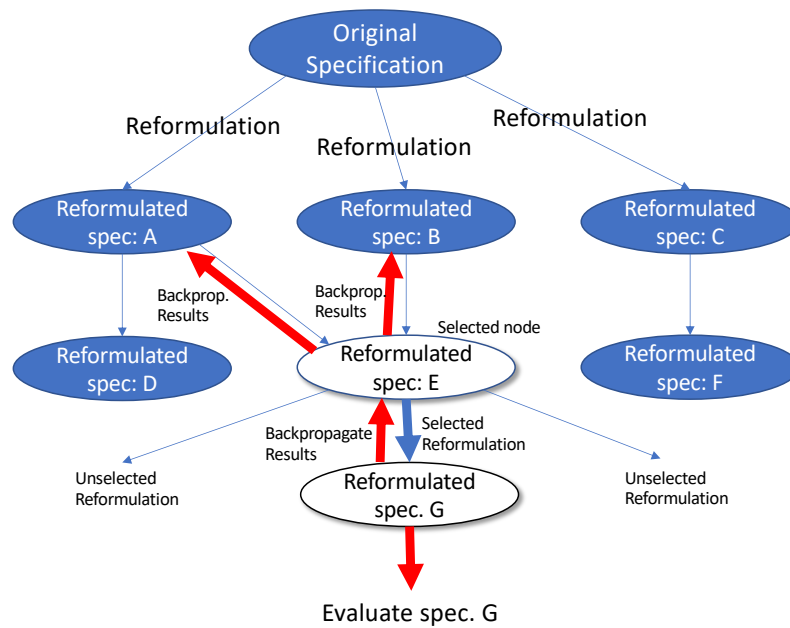 Original
Specification
Reformulation
Reformulation
Reformulation
Reformulated
spec: A
Reformulated
spec: B
Reformulated
spec: C
Backprop.
Results
Backprop.
Results
Selected node
Reformulated
spec: D
Reformulated
spec: E
Reformulated
spec: F
Backpropagate
Results
Selected
Reformulation
Unselected
Reformulation
Unselected
Reformulation
Reformulated
spec. G
Evaluate spec. G